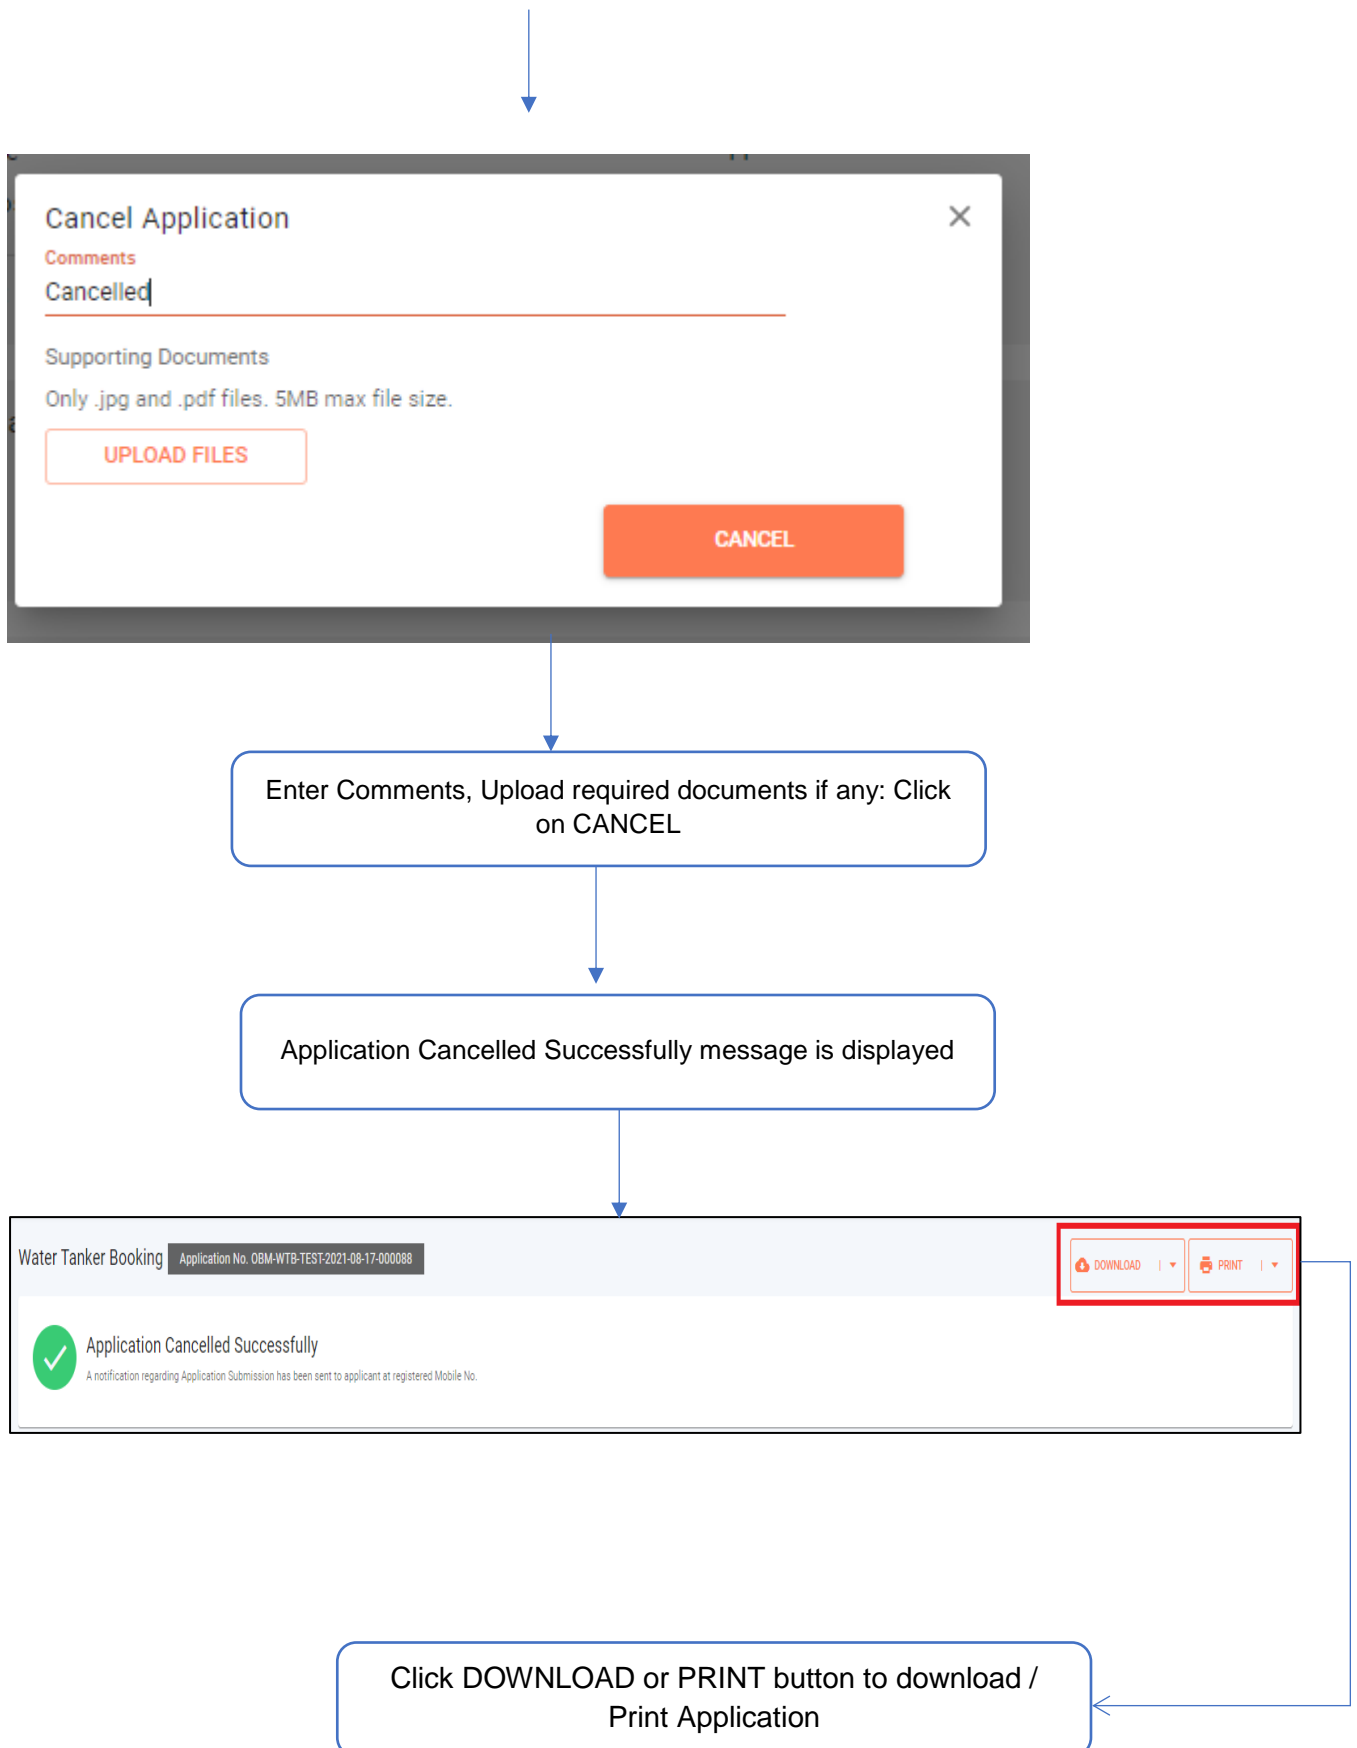 Cancel Application
Comments
Cancelled
Supporting Documents
Only .jpg and .pdf files. 5MB max file size.
UPLOAD FILES
CANCEL
Enter Comments, Upload required documents if any: Click
on CANCEL
Application Cancelled Successfully message is displayed
Water Tanker Booking Application No. OBM-WTB-TEST-2021-08-17-000088
DOWNLOAD PRINT
Application Cancelled Successfully
A notification regarding Application Submission has been sent to applicant at registered Mobile No.
Click DOWNLOAD or PRINT button to download /
Print Application